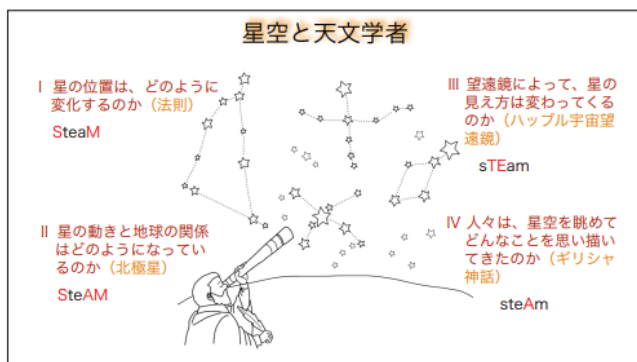 星空と天文学者
Ⅰ 星の位置は、どのように
変化するのか（法則）
SteaM
Ⅱ 星の動きと地球の関係
はどのようになってい
るのか（北極星）
SteAM
Ⅲ 望遠鏡によって、星の
見え方は変わってくる
のか（ハッブル宇宙望
遠鏡）
sTEam
Ⅳ 人々は、星空を眺めて
どんなことを思い描い
てきたのか（ギリシャ
神話）
steAm